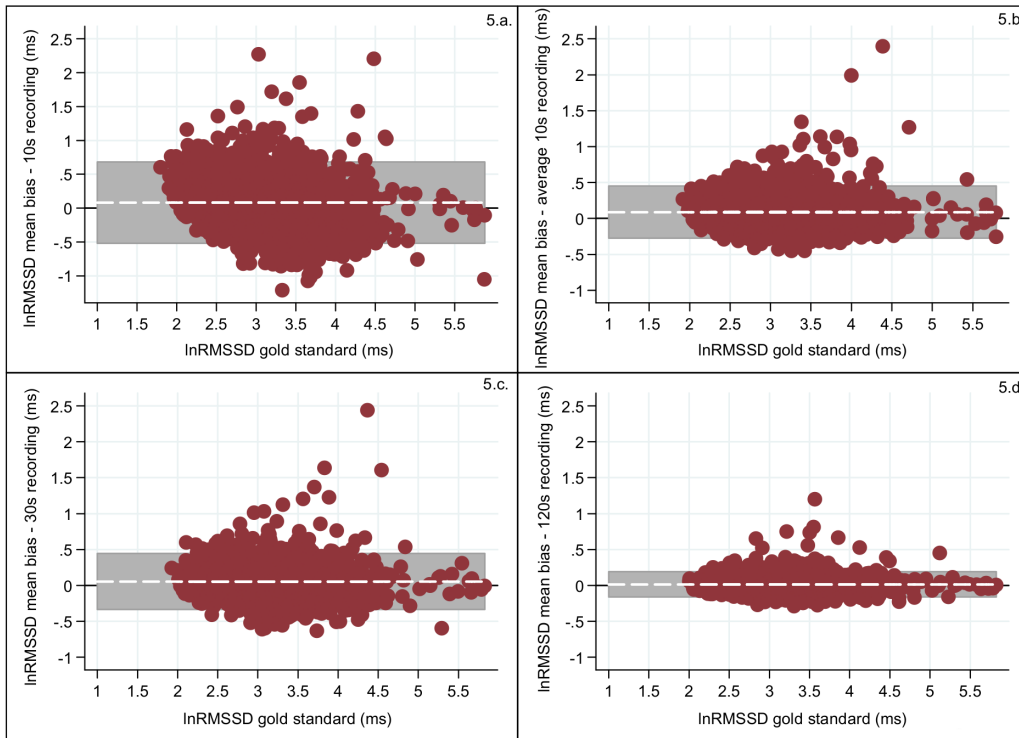 5.a.
lnRMSSD mean bias - 10s recording (ms)
2.5
2
1.5
1
.5
0
-.5
-1
1 1.5 2 2.5 3 3.5 4 4.5 5 5.5
lnRMSSD gold standard (ms)
5.b
lnRMSSD mean bias - average 10s recording (ms)
2.5
2
1.5
1
.5
0
-.5
-1
1 1.5 2 2.5 3 3.5 4 4.5 5 5.5
lnRMSSD gold standard (ms)
5.c.
lnRMSSD mean bias - 30s recording (ms)
2.5
2
1.5
1
.5
0
-.5
-1
1 1.5 2 2.5 3 3.5 4 4.5 5 5.5
lnRMSSD gold standard (ms)
5.d
lnRMSSD mean bias - 120s recording (ms)
2.5
2
1.5
1
.5
0
-.5
-1
1 1.5 2 2.5 3 3.5 4 4.5 5 5.5
lnRMSSD gold standard (ms)